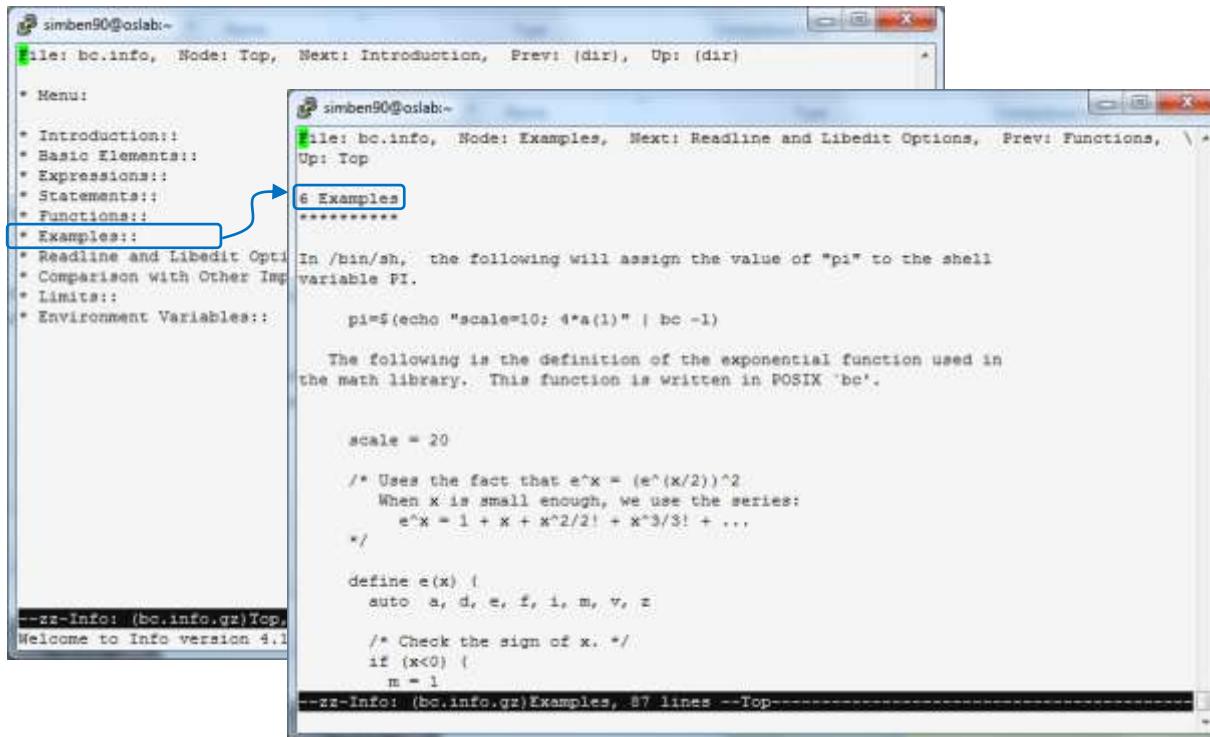 simben90@oslab:~
File: bc.info, Node: Top, Next: Introduction, Prev: (dir), Up: (dir)
* Menu:
* Introduction::
* Basic Elements::
* Expressions::
* Statements::
* Functions::
* Examples::
* Readline and Libedit Opti
* Comparison with Other Imp
* Limits::
* Environment Variables::
--zz-Info: (bc.info.gz)Top,
Welcome to Info version 4.1
simben90@oslab:~
File: bc.info, Node: Examples, Next: Readline and Libedit Options, Prev: Functions, \
Up: Top
6 Examples
**********
In /bin/sh, the following will assign the value of "pi" to the shell
variable PI.
pi=$(echo "scale=10; 4*a(1)" | bc -l)
The following is the definition of the exponential function used in
the math library. This function is written in POSIX `bc'.
scale = 20
/* Uses the fact that e^x = (e^(x/2))^2
When x is small enough, we use the series:
e^x = 1 + x + x^2/2! + x^3/3! + ...
*/
define e(x) {
auto a, d, e, f, i, m, v, z
/* Check the sign of x. */
if (x<0) {
m = 1
--zz-Info: (bc.info.gz)Examples, 87 lines --Top--------------------------------------------